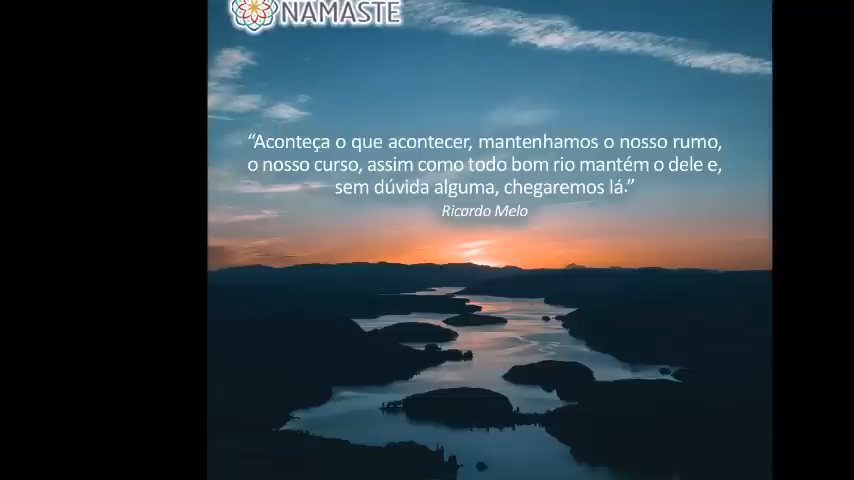 NAMASTE
“Aconteça o que acontecer, mantenhamos o nosso rumo,
o nosso curso, assim como todo bom rio mantém o dele e,
sem dúvida alguma, chegaremos lá.”
Ricardo Melo